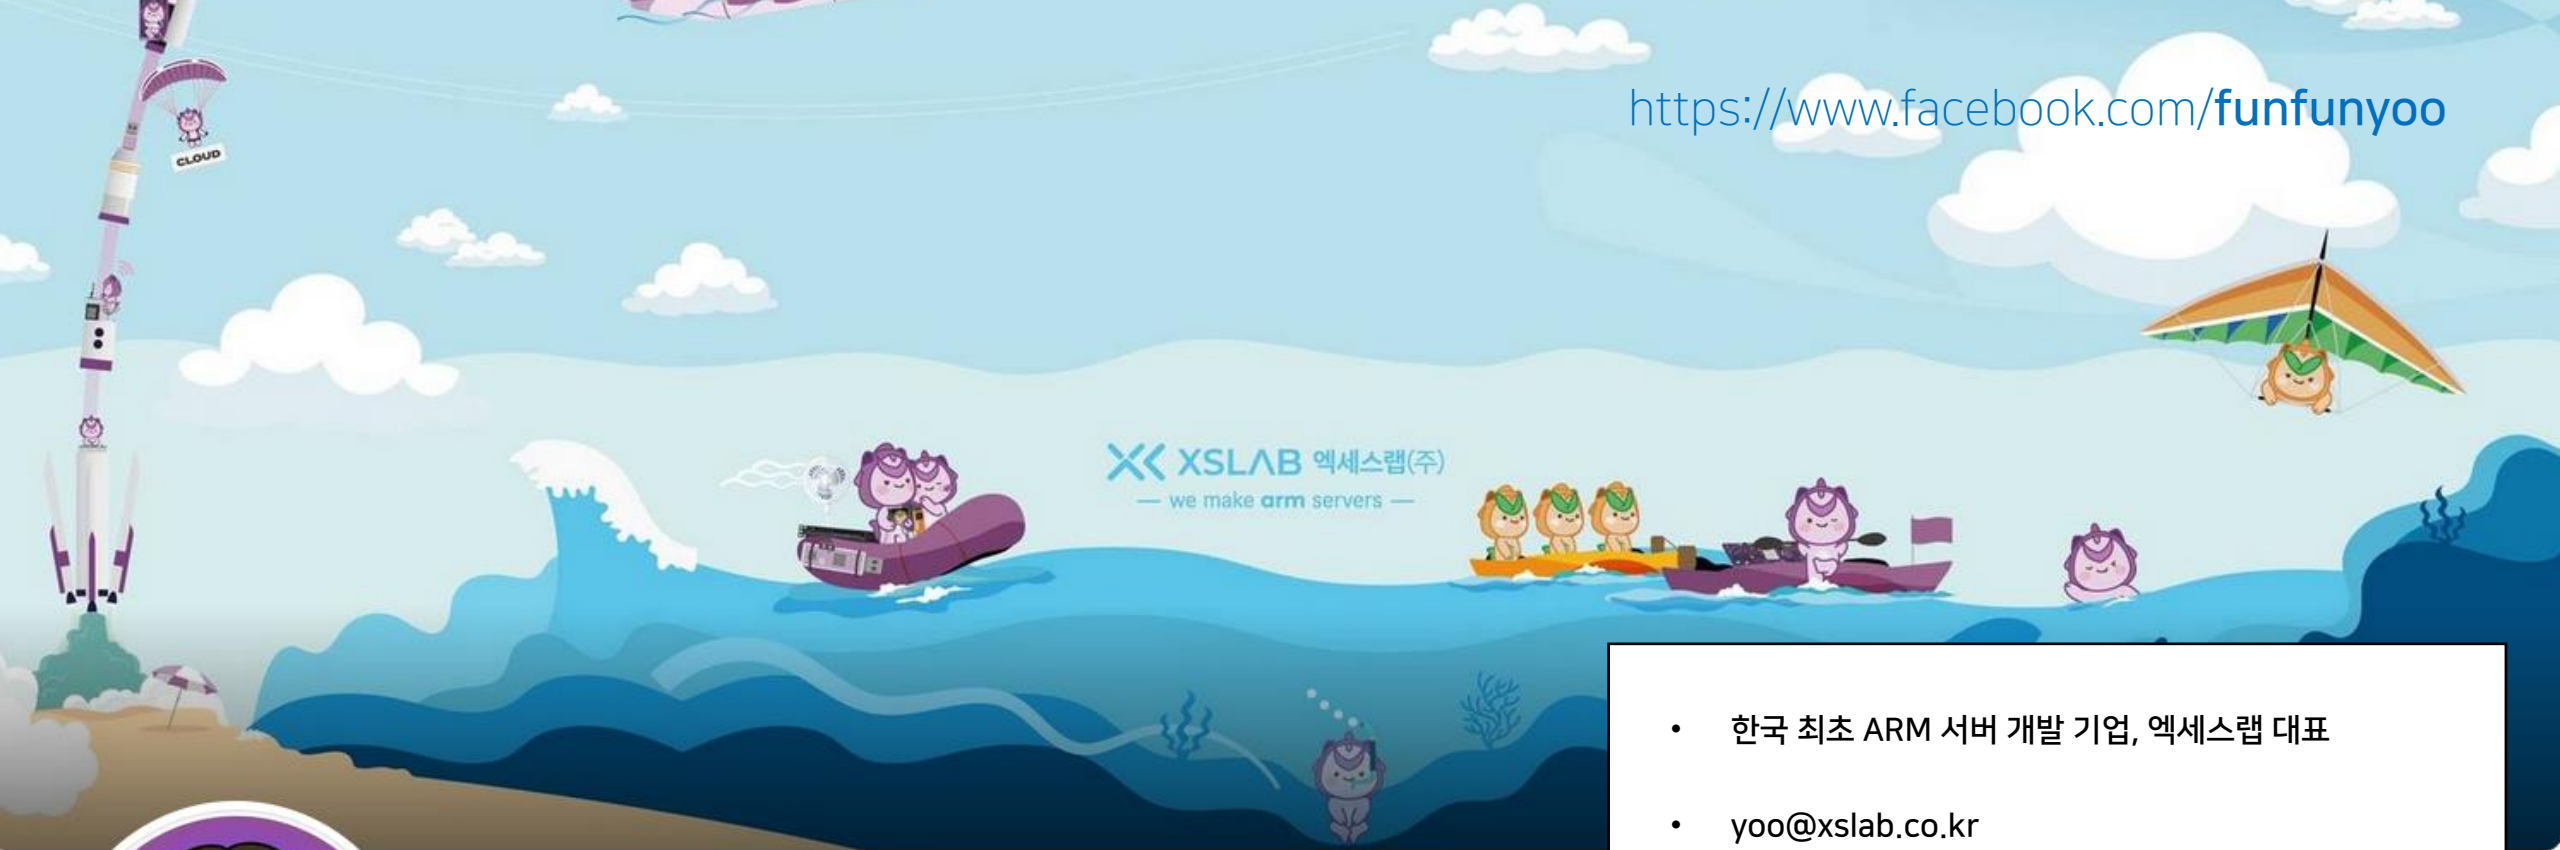 https://www.facebook.com/funfunyoo
CLOUD
XSLAB 엑세스랩(주)
we make arm servers
• 한국 최초 ARM 서버 개발 기업, 엑세스랩 대표
• yoo@xslab.co.kr